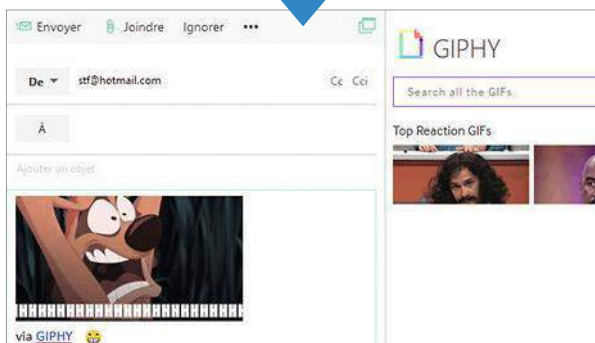 Envoyer Joindre Ignorer •••
De stf@hotmail.com Cc Cci
À
Ajouter un objet
via GIPHY
GIPHY
Search all the GIFs
Top Reaction GIFs